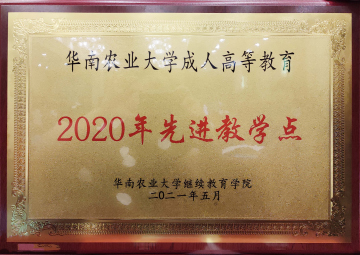 华南农业大学成人高等教育
2020年先进教学点
华南农业大学继续教育学院
二〇二一年五月